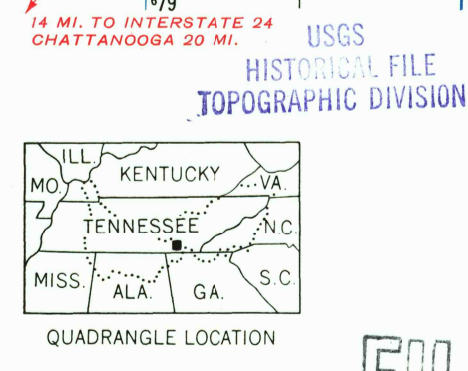 679
14 MI. TO INTERSTATE 24
CHATTANOOGA 20 MI.
USGS
HISTORICAL FILE
TOPOGRAPHIC DIVISION
ILL.
KENTUCKY
MO.
VA.
TENNESSEE
N.C.
MISS.
ALA.
GA.
S.C.
QUADRANGLE LOCATION